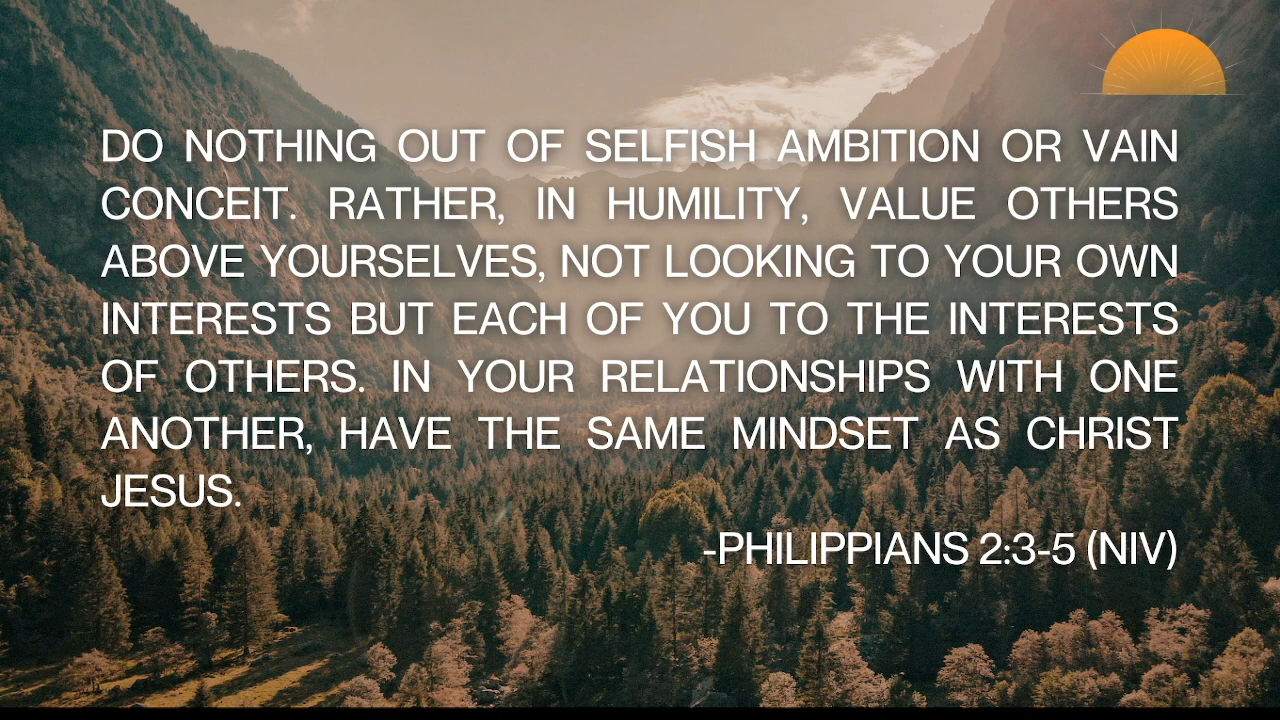 DO NOTHING OUT OF SELFISH AMBITION OR VAIN
CONCEIT. RATHER, IN HUMILITY, VALUE OTHERS
ABOVE YOURSELVES, NOT LOOKING TO YOUR OWN
INTERESTS BUT EACH OF YOU TO THE INTERESTS
OF OTHERS. IN YOUR RELATIONSHIPS WITH ONE
ANOTHER, HAVE THE SAME MINDSET AS CHRIST
JESUS.
-PHILIPPIANS 2:3-5 (NIV)